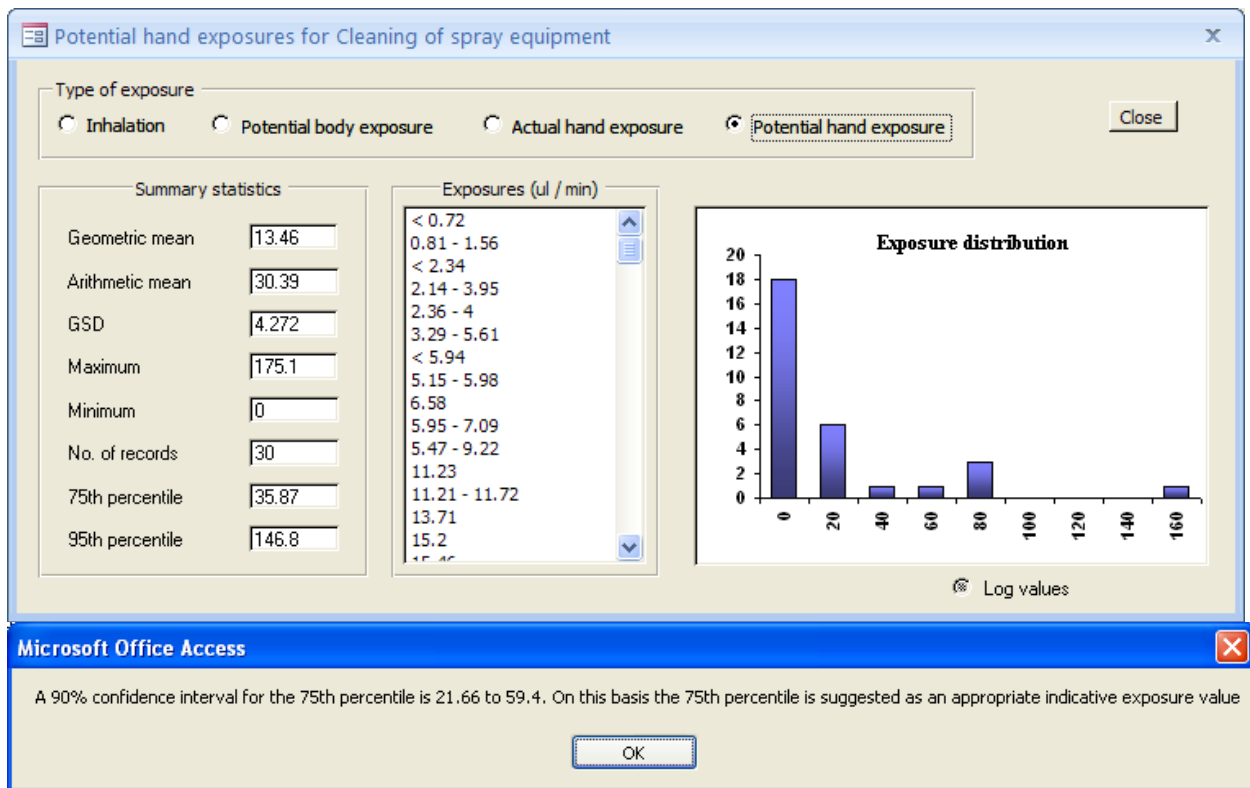 Potential hand exposures for Cleaning of spray equipment
x
Type of exposure
Inhalation Potential body exposure Actual hand exposure Potential hand exposure
Close
Summary statistics
Geometric mean 13.46
Arithmetic mean 30.39
GSD 4.272
Maximum 175.1
Minimum 0
No. of records 30
75th percentile 35.87
95th percentile 146.8
Exposures (ul / min)
< 0.72
0.81 - 1.56
< 2.34
2.14 - 3.95
2.36 - 4
3.29 - 5.61
< 5.94
5.15 - 5.98
6.58
5.95 - 7.09
5.47 - 9.22
11.23
11.21 - 11.72
13.71
15.2
Exposure distribution
20
18
16
14
12
10
8
6
4
2
0
0 20 40 60 80 100 120 140 160
Log values
Microsoft Office Access
A 90% confidence interval for the 75th percentile is 21.66 to 59.4. On this basis the 75th percentile is suggested as an appropriate indicative exposure value
OK